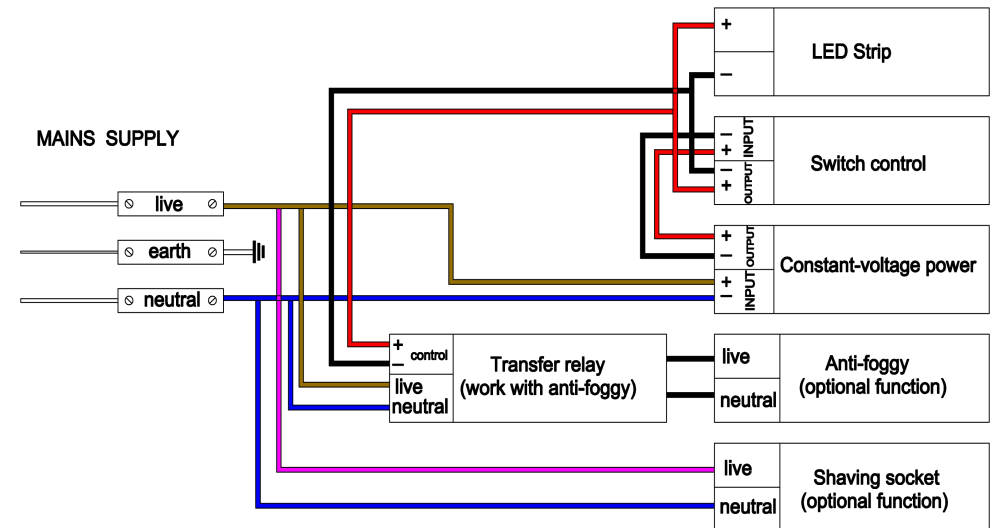 MAINS SUPPLY
live
earth
neutral
+
−
LED Strip
−
+
INPUT
−
+
OUTPUT
Switch control
+
−
OUTPUT
+
−
INPUT
Constant-voltage power
+
−
control
live
neutral
Transfer relay
(work with anti-foggy)
live
neutral
Anti-foggy
(optional function)
live
neutral
Shaving socket
(optional function)